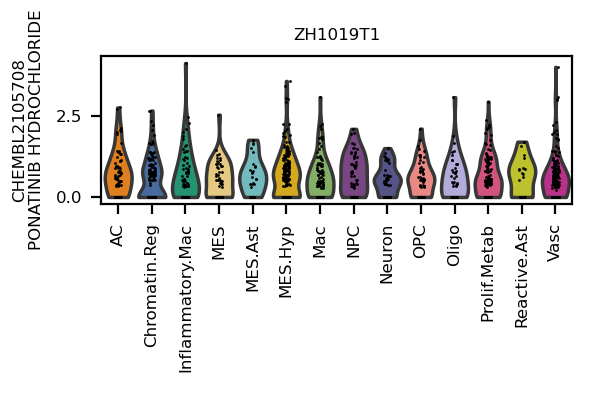 ZH1019T1
CHEMBL2105708
PONATINIB HYDROCHLORIDE
2.5
0.0
AC
Chromatin.Reg
Inflammatory.Mac
MES
MES.Ast
MES.Hyp
Mac
NPC
Neuron
OPC
Oligo
Prolif.Metab
Reactive.Ast
Vasc